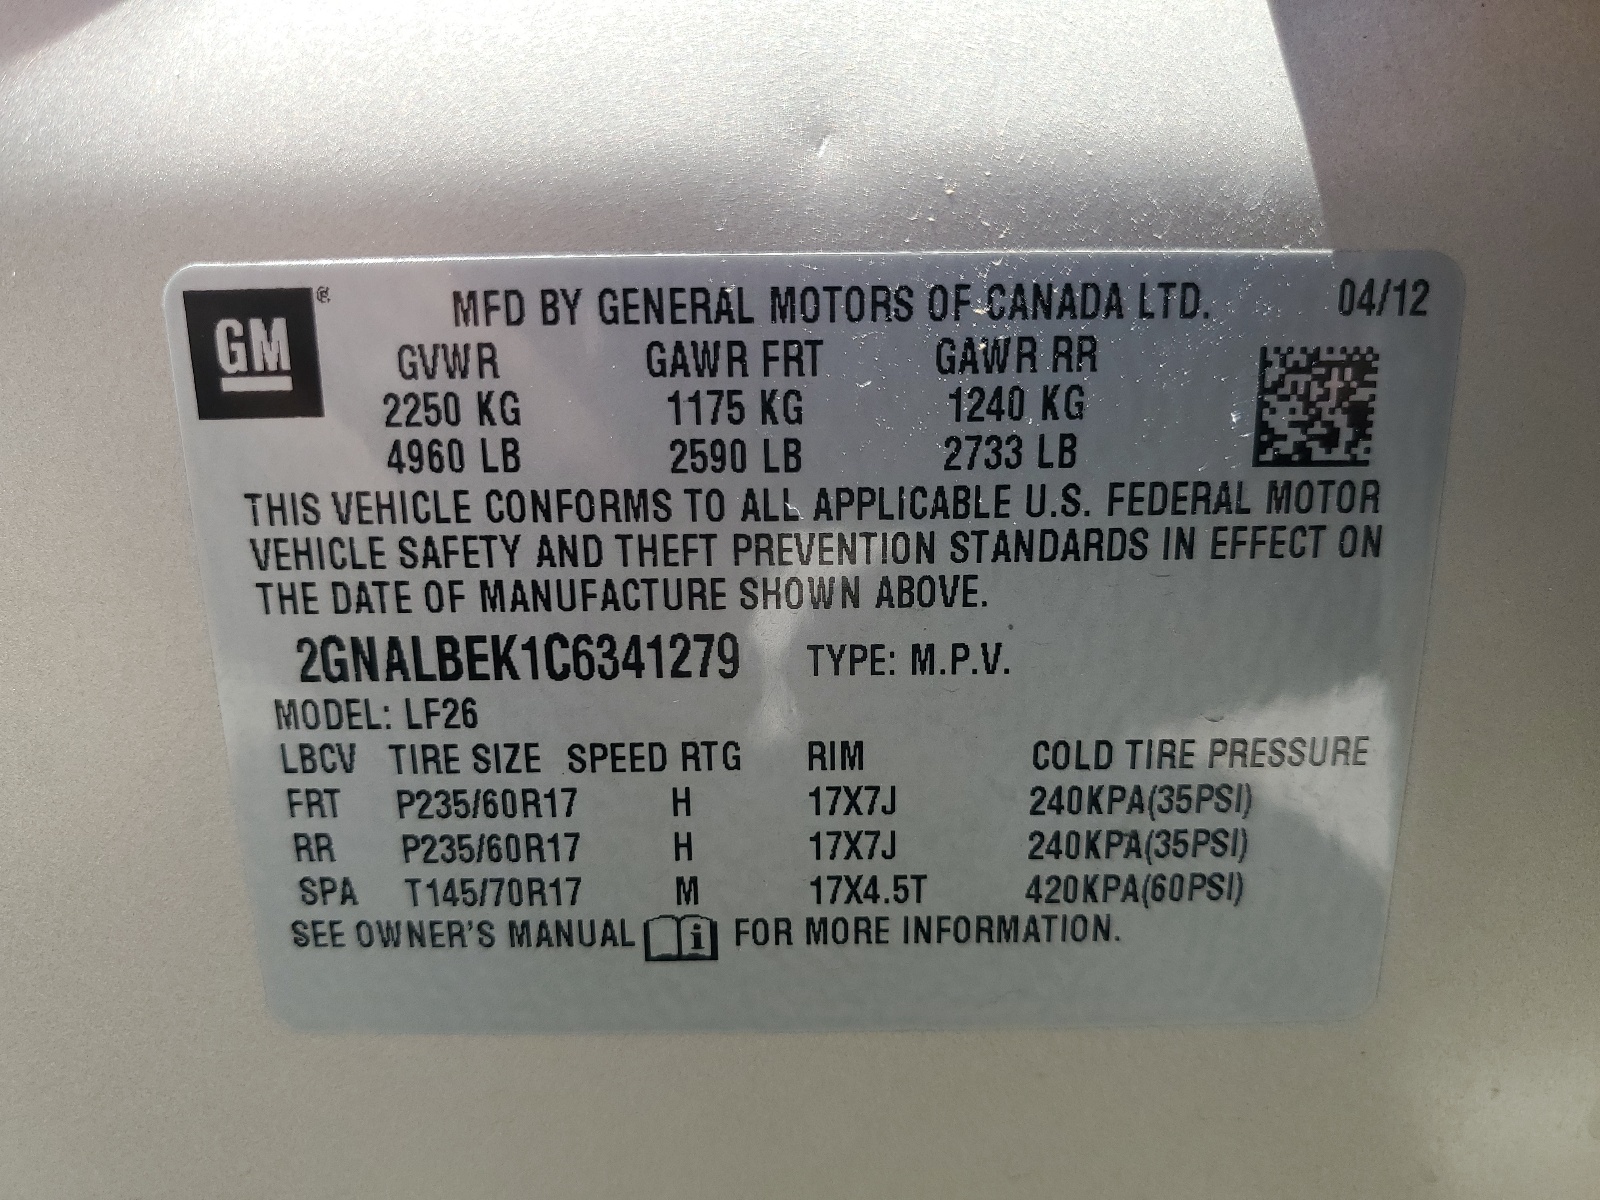 GM ® MFD BY GENERAL MOTORS OF CANADA LTD. 04/12
GVWR GAWR FRT GAWR RR
2250 KG 1175 KG 1240 KG
4960 LB 2590 LB 2733 LB
THIS VEHICLE CONFORMS TO ALL APPLICABLE U.S. FEDERAL MOTOR
VEHICLE SAFETY AND THEFT PREVENTION STANDARDS IN EFFECT ON
THE DATE OF MANUFACTURE SHOWN ABOVE.
2GNALBEK1C6341279 TYPE: M.P.V.
MODEL: LF26
LBCV TIRE SIZE SPEED RTG RIM COLD TIRE PRESSURE
FRT P235/60R17 H 17X7J 240KPA(35PSI)
RR P235/60R17 H 17X7J 240KPA(35PSI)
SPA T145/70R17 M 17X4.5T 420KPA(60PSI)
SEE OWNER'S MANUAL i FOR MORE INFORMATION.